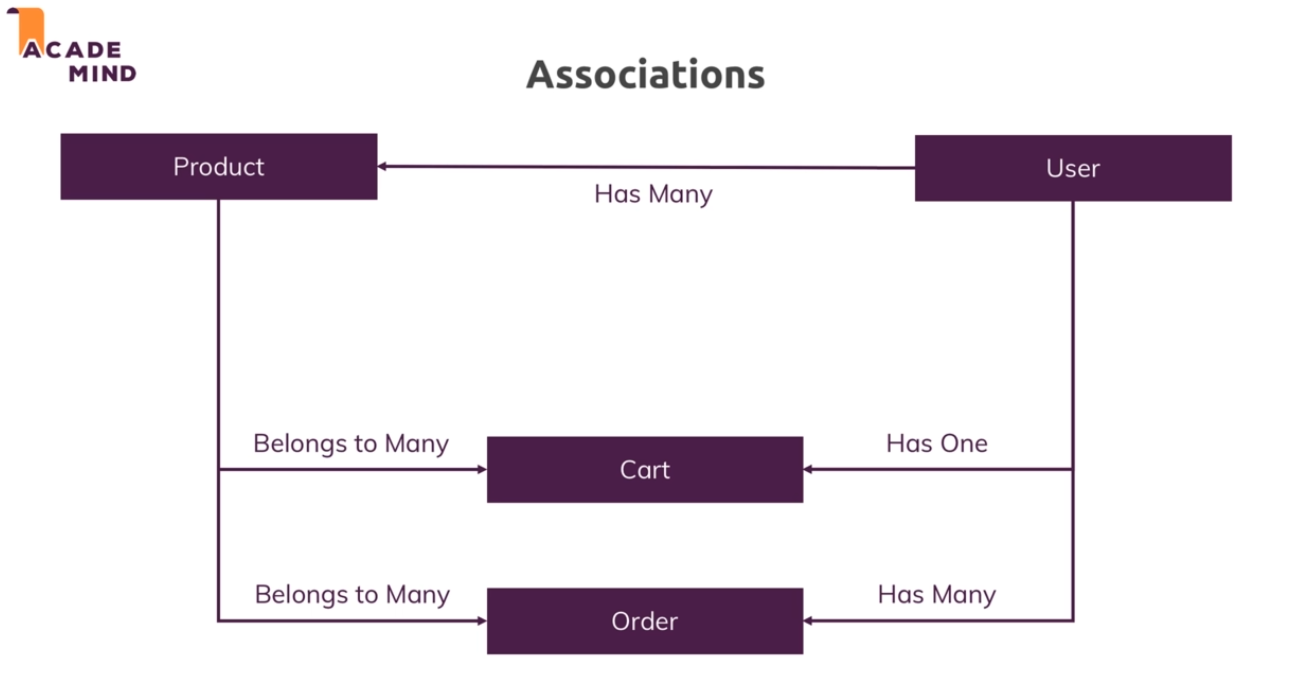 ACADE
MIND
Associations
Product
User
Has Many
Belongs to Many
Has One
Cart
Belongs to Many
Has Many
Order